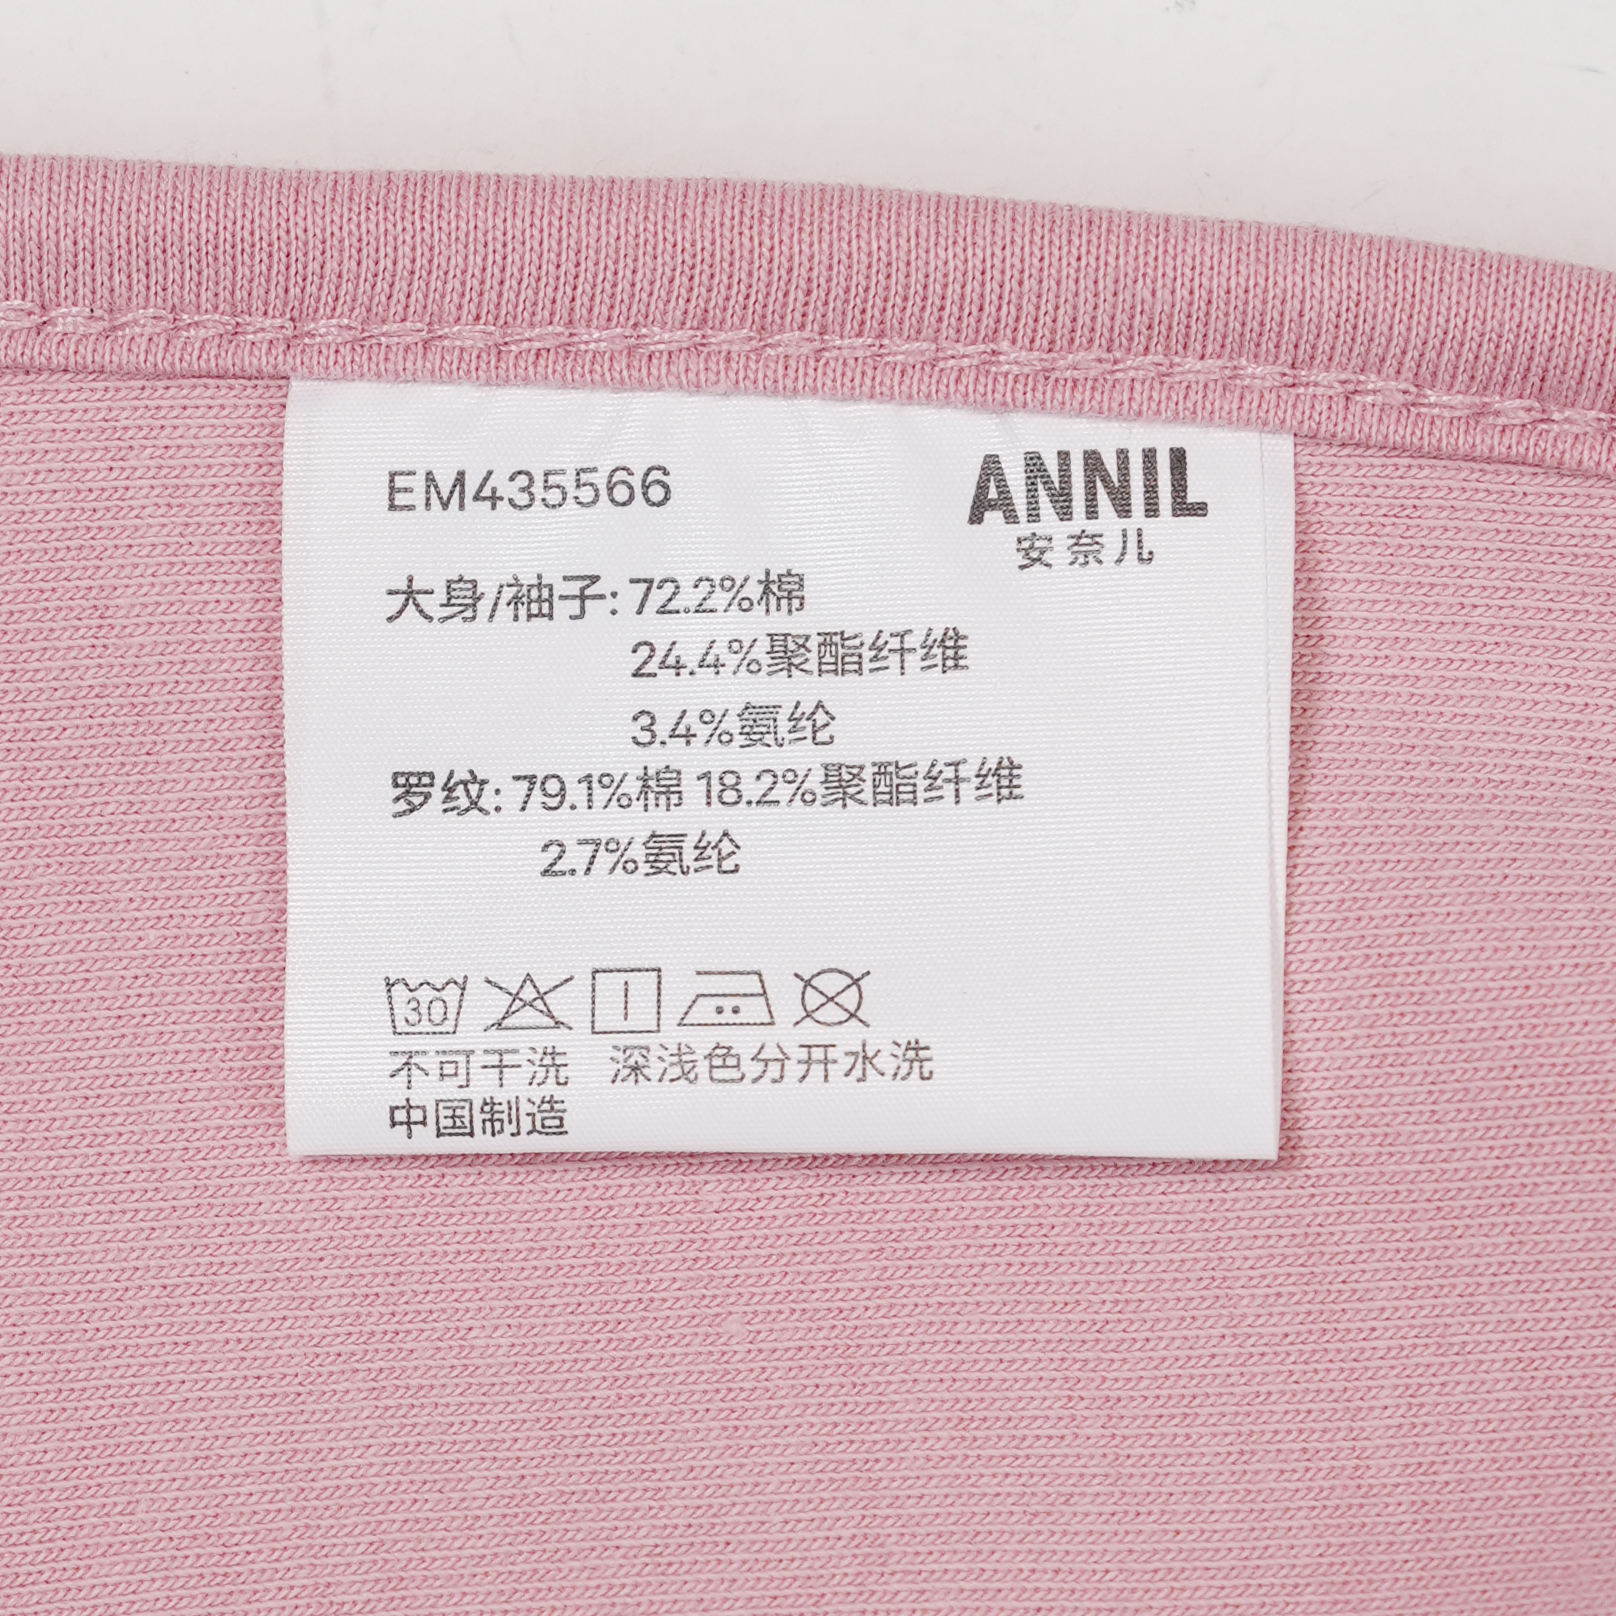 EM435566
ANNIL
安奈儿
大身/袖子: 72.2%棉
24.4%聚酯纤维
3.4%氨纶
罗纹: 79.1%棉 18.2%聚酯纤维
2.7%氨纶
30
不可干洗 深浅色分开水洗
中国制造